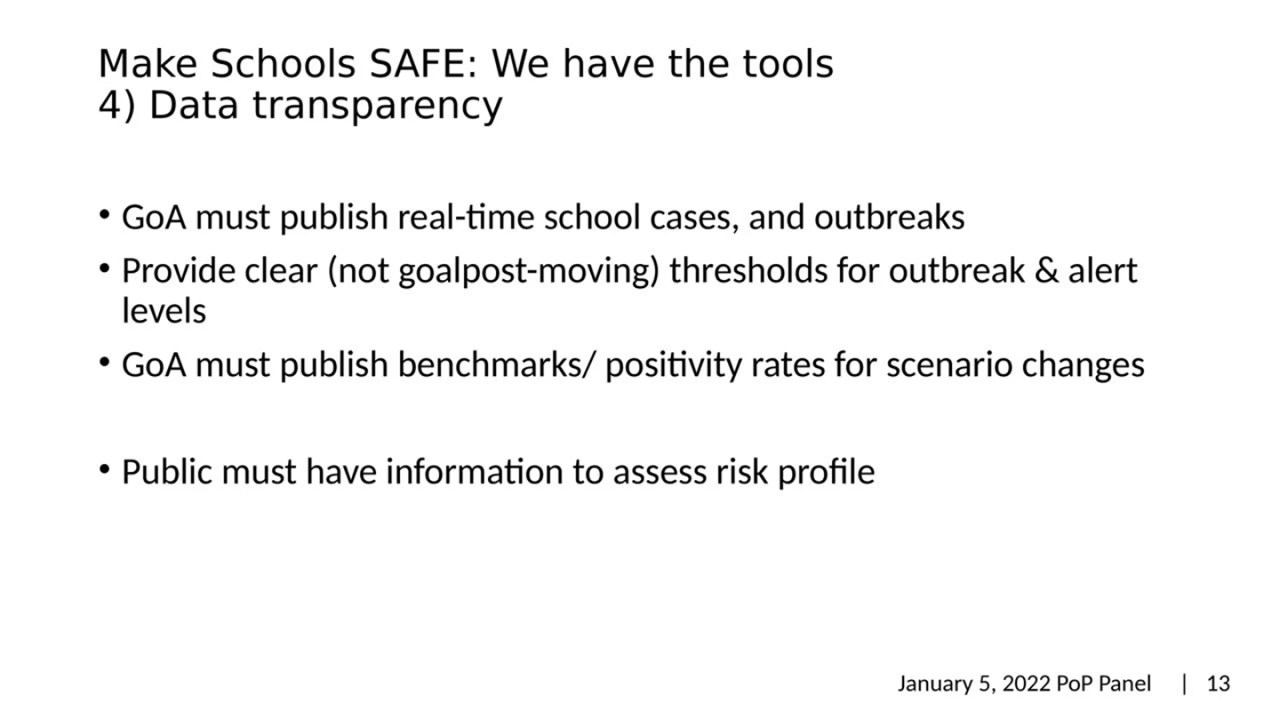 Make Schools SAFE: We have the tools
4) Data transparency
• GoA must publish real-time school cases, and outbreaks
• Provide clear (not goalpost-moving) thresholds for outbreak & alert
levels
• GoA must publish benchmarks/ positivity rates for scenario changes
• Public must have information to assess risk profile
January 5, 2022 PoP Panel | 13